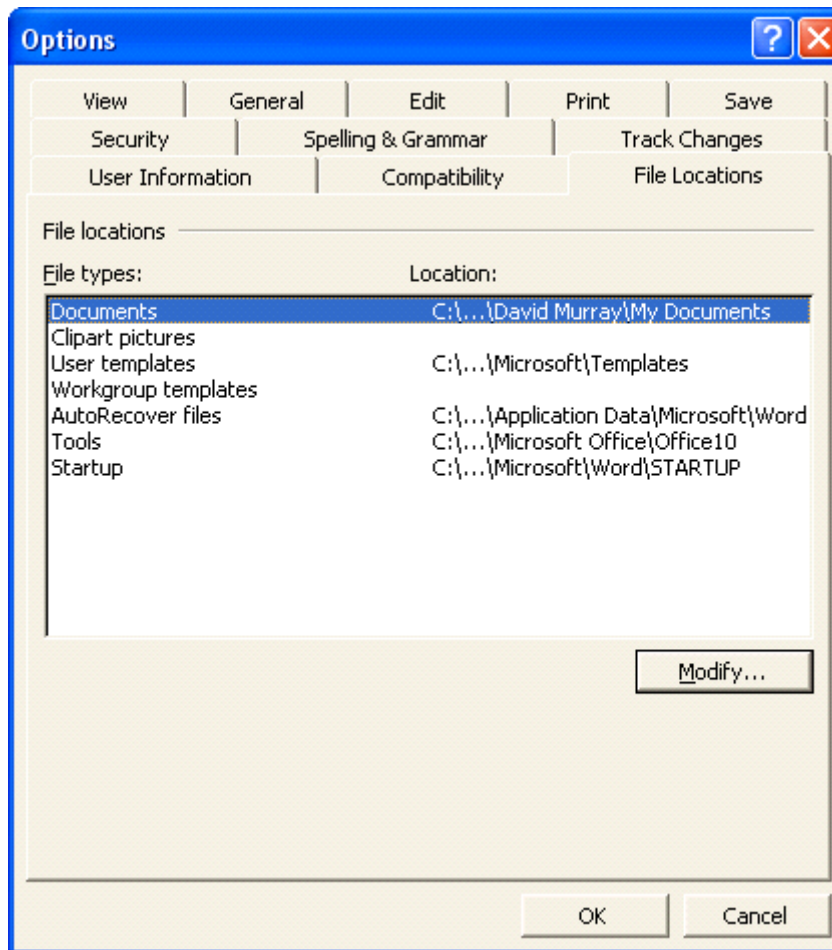 Options
View General Edit Print Save
Security Spelling & Grammar Track Changes
User Information Compatibility File Locations
File locations
File types: Location:
Documents C:\...\David Murray\My Documents
Clipart pictures
User templates C:\...\Microsoft\Templates
Workgroup templates
AutoRecover files C:\...\Application Data\Microsoft\Word
Tools C:\...\Microsoft Office\Office10
Startup C:\...\Microsoft\Word\STARTUP
Modify...
OK Cancel